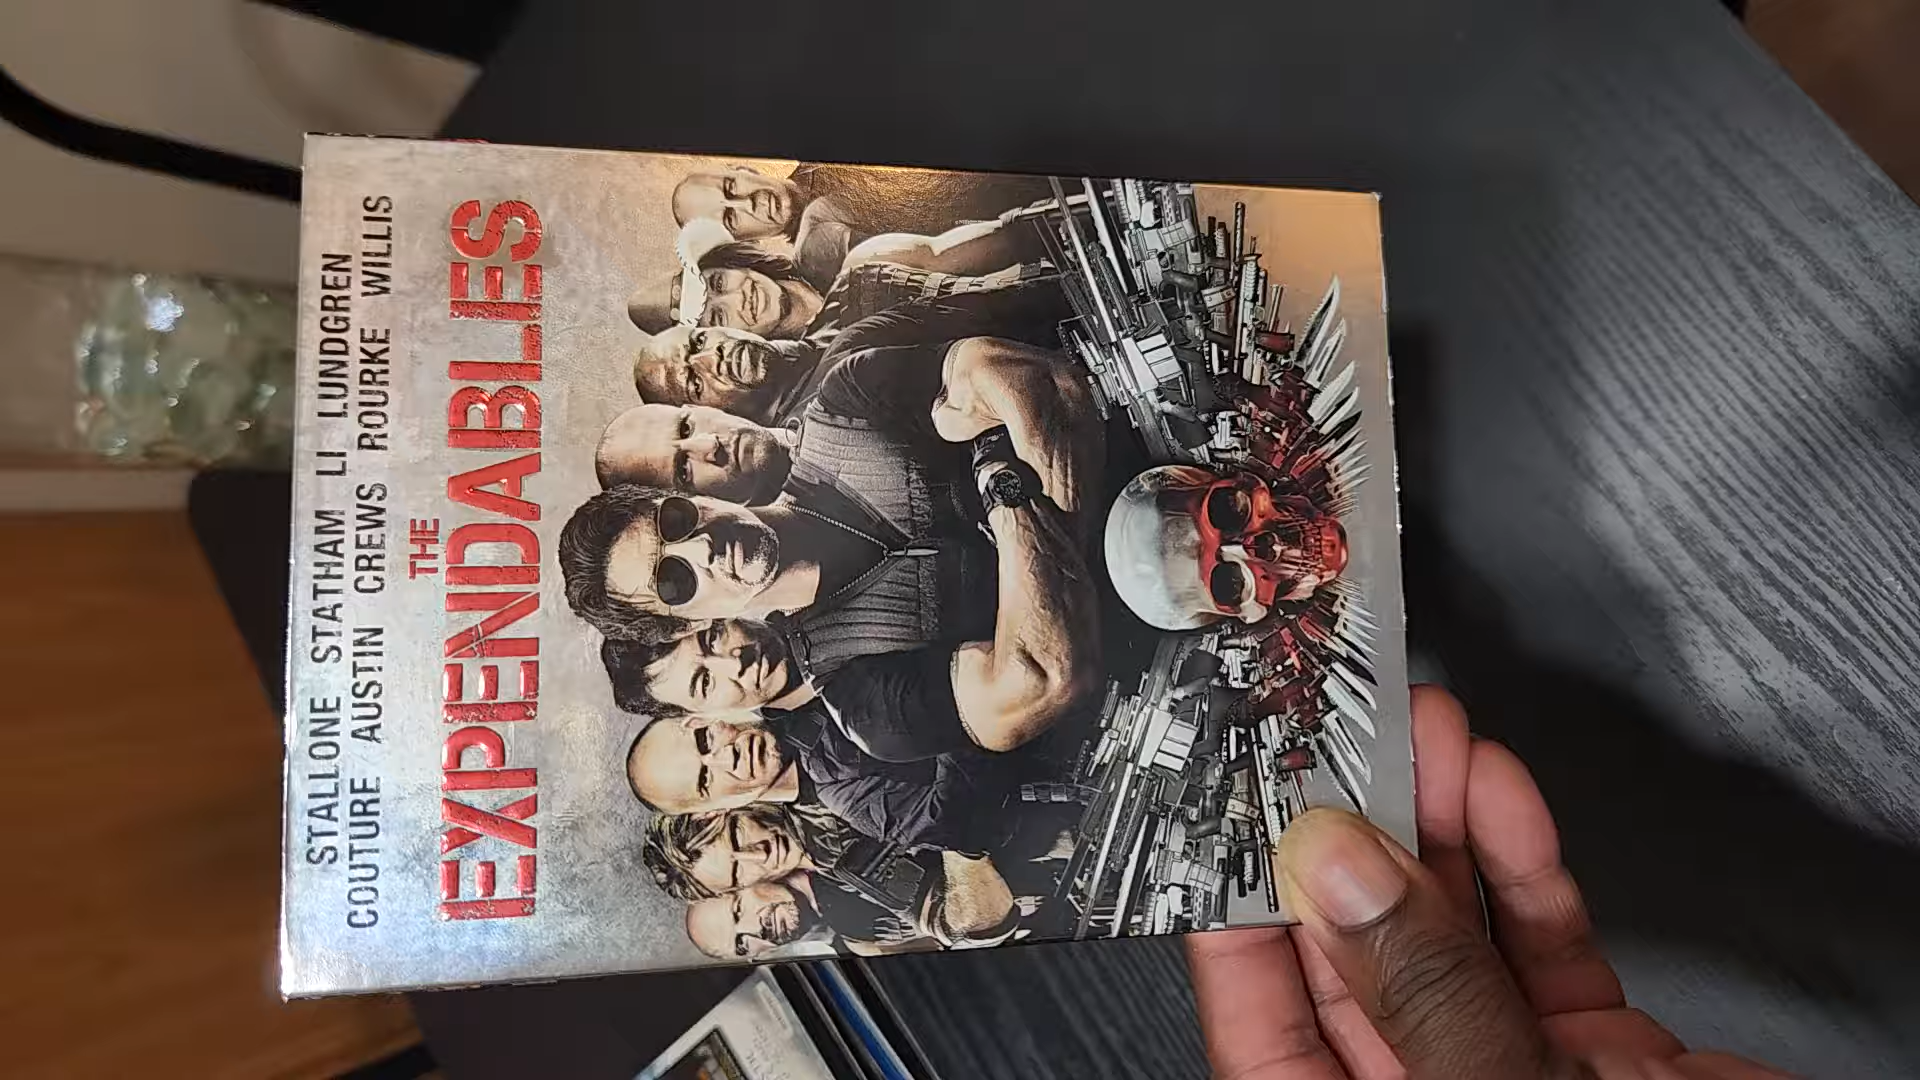 STALLONE STATHAM LI LUNDGREN
COUTURE AUSTIN CREWS ROURKE WILLIS
THE
EXPENDABLES